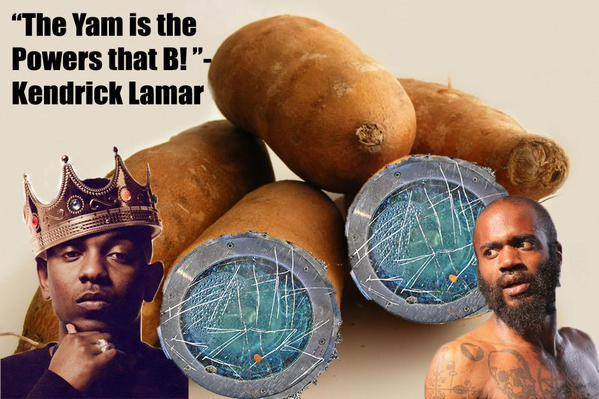 “The Yam is the
Powers that B! ”-
Kendrick Lamar